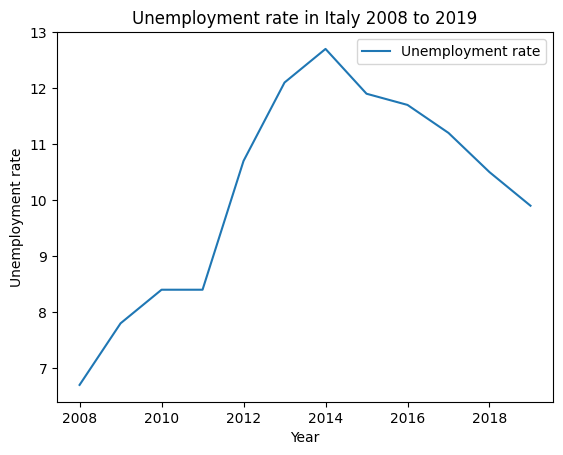 Unemployment rate in Italy 2008 to 2019
Unemployment rate
Unemployment rate
13
12
11
10
9
8
7
2008 2010 2012 2014 2016 2018
Year